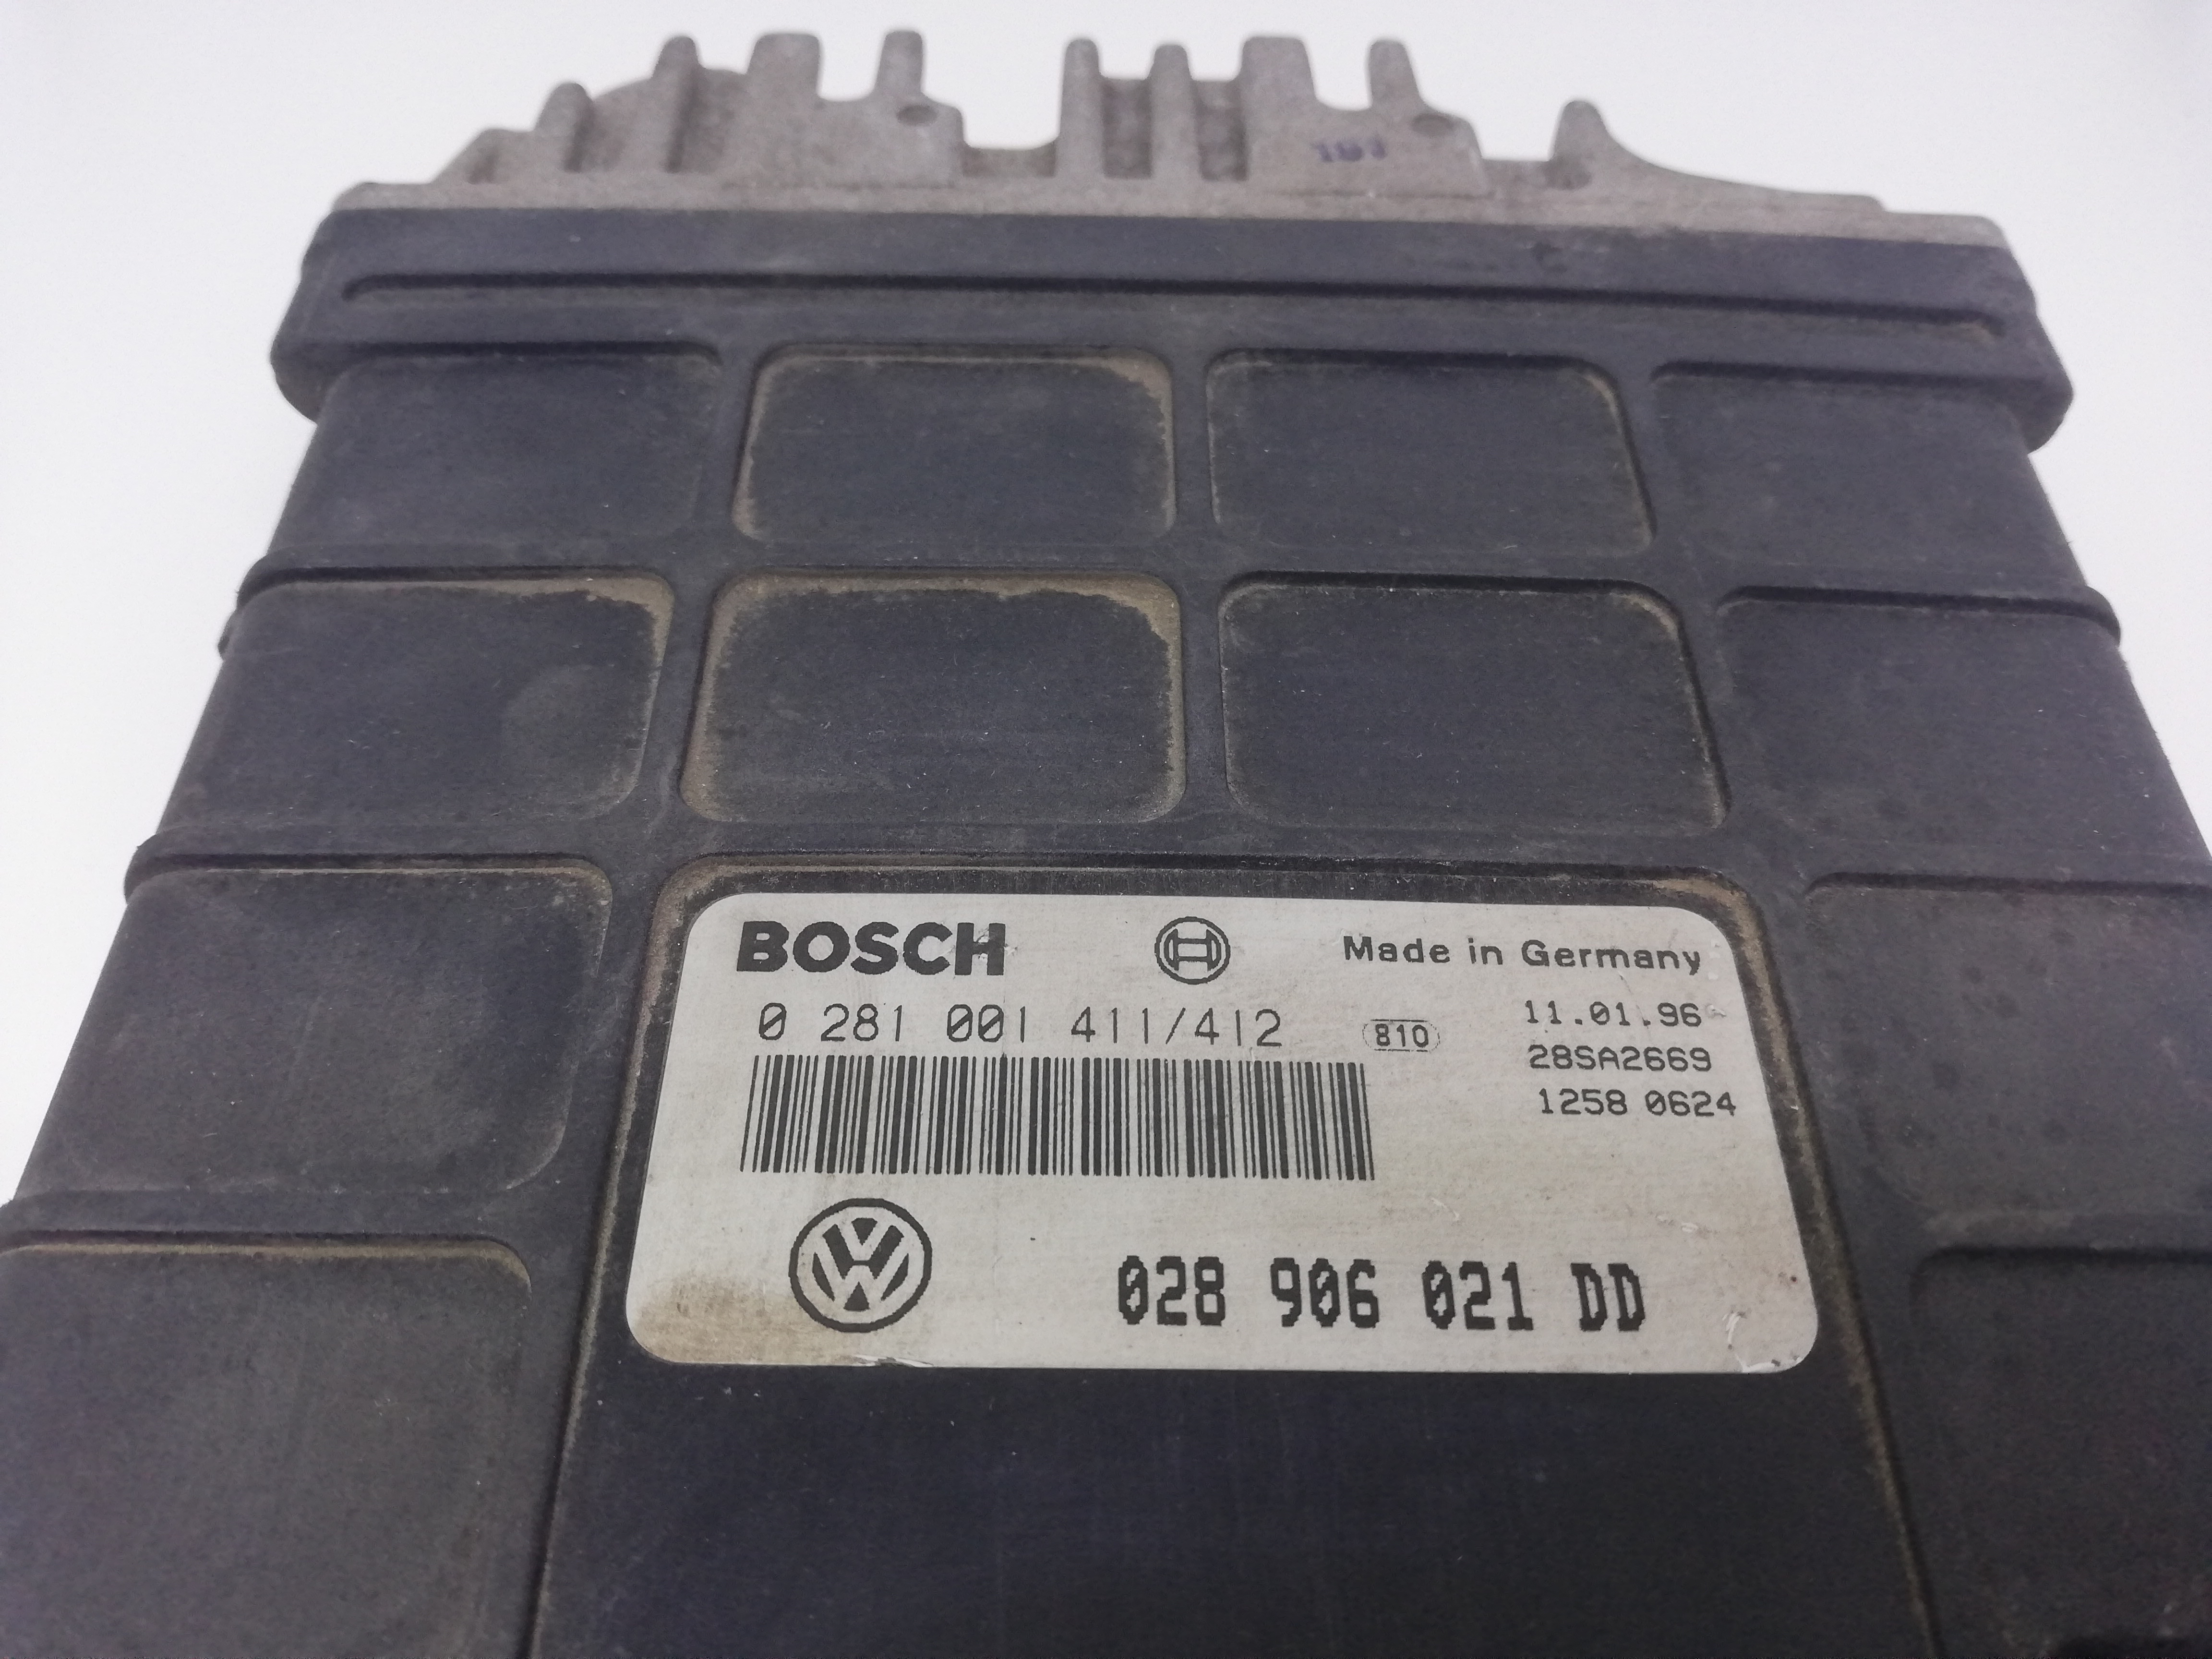 BOSCH Made in Germany
0 281 001 411/412 810 11.01.96
28SA2669
1258 0624
028 906 021 DD